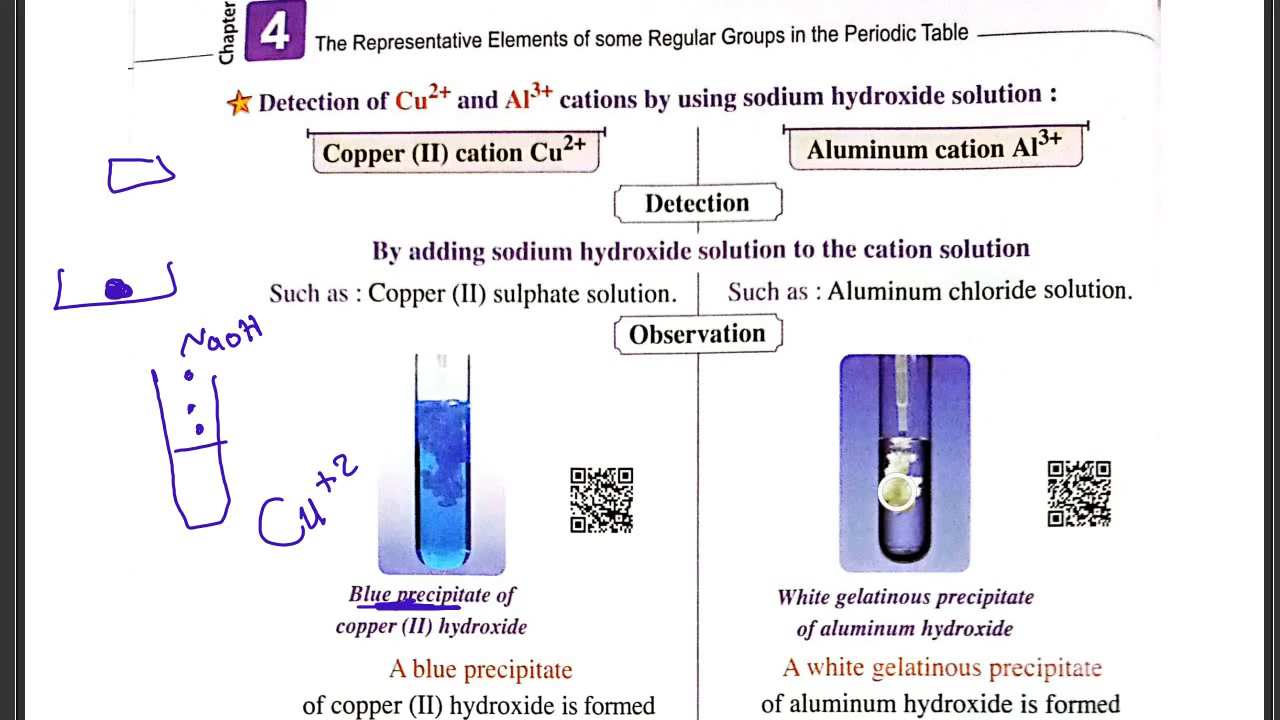 Chapter 4 The Representative Elements of some Regular Groups in the Periodic Table
Detection of Cu2+ and Al3+ cations by using sodium hydroxide solution :
Copper (II) cation Cu2+
Aluminum cation Al3+
Detection
By adding sodium hydroxide solution to the cation solution
Such as : Copper (II) sulphate solution.
Such as : Aluminum chloride solution.
Observation
NaoH
Cu+2
Blue precipitate of
copper (II) hydroxide
White gelatinous precipitate
of aluminum hydroxide
A blue precipitate
of copper (II) hydroxide is formed
A white gelatinous precipitate
of aluminum hydroxide is formed